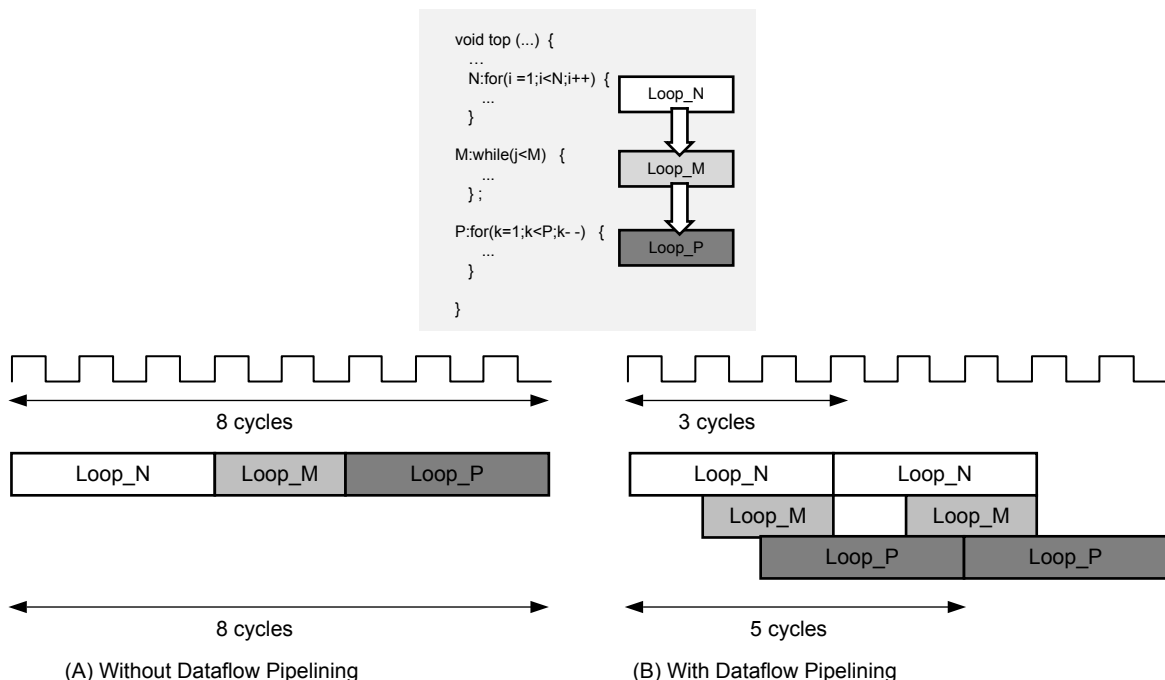 void top (...) {
...
N:for(i =1;i<N;i++) {
...
}
M:while(j<M) {
...
} ;
P:for(k=1;k<P;k- -) {
...
}
}
Loop_N
Loop_M
Loop_P
8 cycles
Loop_N Loop_M Loop_P
8 cycles
(A) Without Dataflow Pipelining
3 cycles
Loop_N Loop_N
Loop_M Loop_M
Loop_P Loop_P
5 cycles
(B) With Dataflow Pipelining